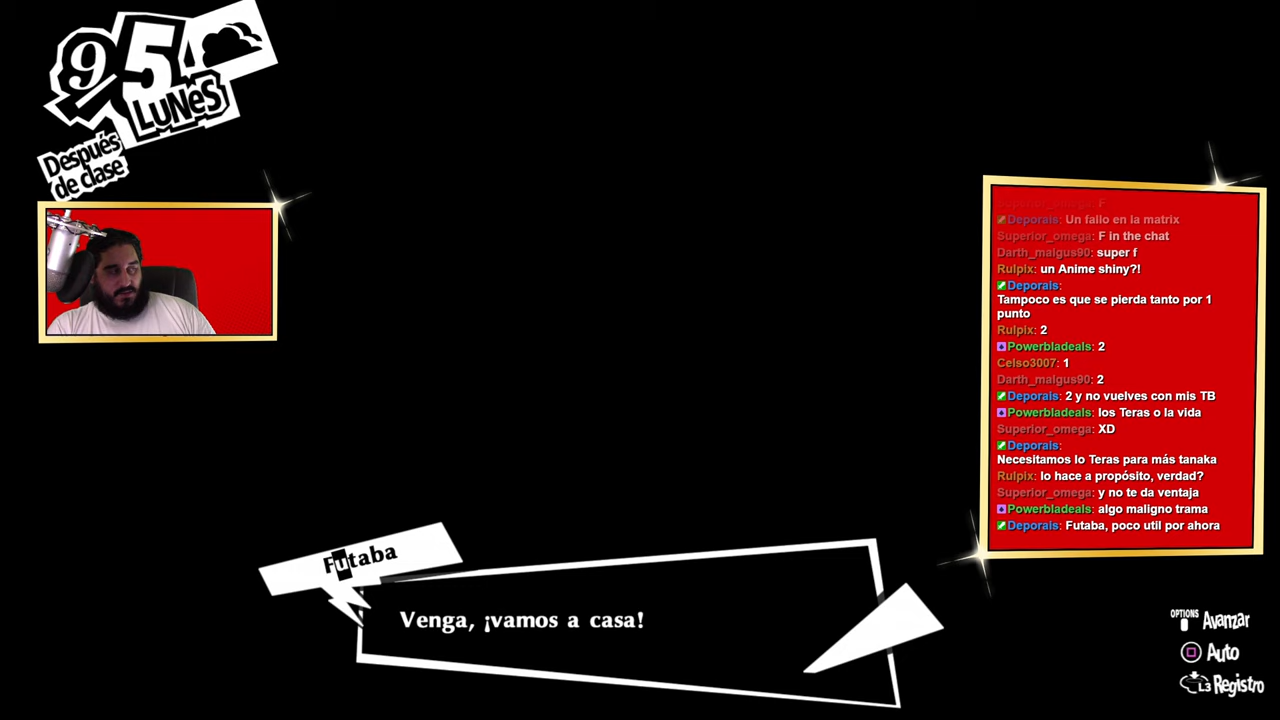 9/5
LUNeS
Después
de clase
Superior_omega: F
Deporais: Un fallo en la matrix
Superior_omega: F in the chat
Darth_malgus90: super f
Rulpix: un Anime shiny?!
Deporais:
Tampoco es que se pierda tanto por 1
punto
Rulpix: 2
Powerbladeals: 2
Celso3007: 1
Darth_malgus90: 2
Deporais: 2 y no vuelves con mis TB
Powerbladeals: los Teras o la vida
Superior_omega: XD
Deporais:
Necesitamos lo Teras para más tanaka
Rulpix: lo hace a propósito, verdad?
Superior_omega: y no te da ventaja
Powerbladeals: algo maligno trama
Deporais: Futaba, poco util por ahora
Futaba
Venga, ¡vamos a casa!
OPTIONS Avanzar
Auto
L3 Registro